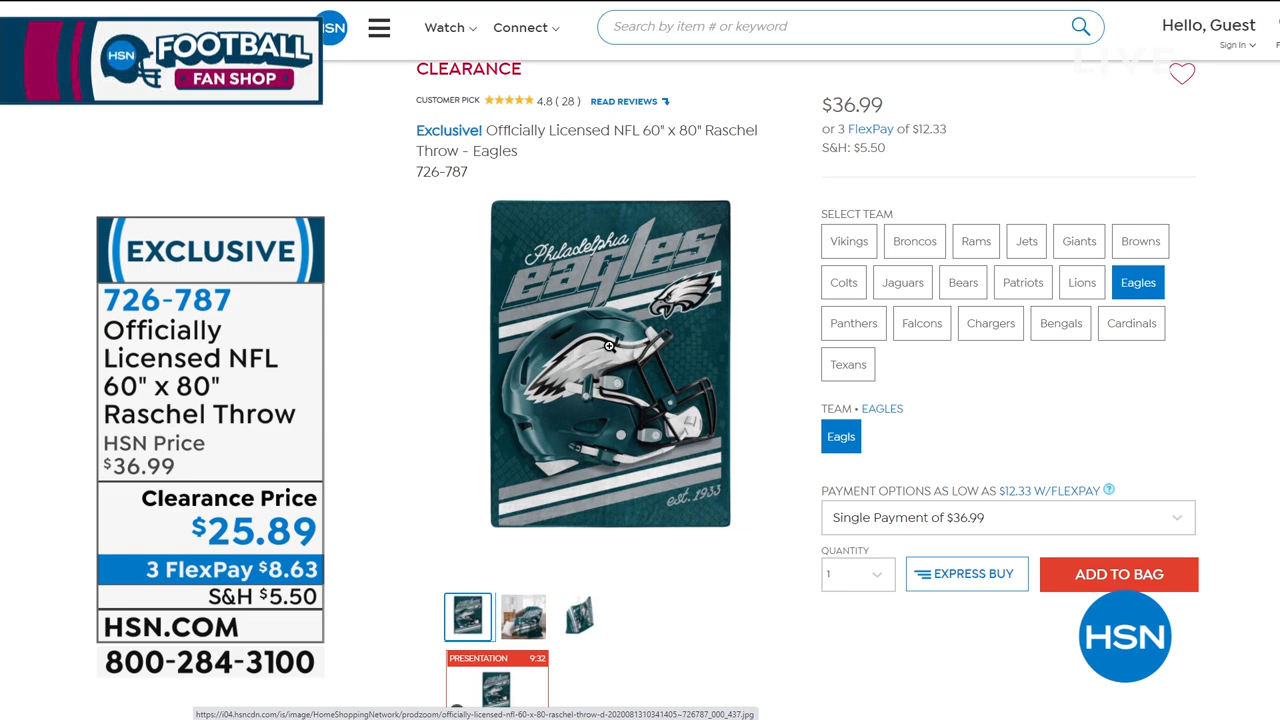 HSN
FOOTBALL
FAN SHOP
SN
Watch
Connect
Search by item # or keyword
Hello, Guest
Sign In
LIVE
CLEARANCE
CUSTOMER PICK 4.8 ( 28 ) READ REVIEWS
Exclusive! Officially Licensed NFL 60" x 80" Raschel
Throw - Eagles
726-787
$36.99
or 3 FlexPay of $12.33
S&H: $5.50
EXCLUSIVE
726-787
Officially
Licensed NFL
60" x 80"
Raschel Throw
HSN Price
$36.99
Clearance Price
$25.89
3 FlexPay $8.63
S&H $5.50
HSN.COM
800-284-3100
Philadelphia
eagles
est. 1933
SELECT TEAM
Vikings Broncos Rams Jets Giants Browns
Colts Jaguars Bears Patriots Lions Eagles
Panthers Falcons Chargers Bengals Cardinals
Texans
TEAM • EAGLES
Eagls
PAYMENT OPTIONS AS LOW AS $12.33 W/FLEXPAY ?
Single Payment of $36.99
QUANTITY
1 EXPRESS BUY ADD TO BAG
HSN
PRESENTATION 9:32
https://i04.hsncdn.com/is/image/HomeShoppingNetwork/prodzoom/officially-licensed-nfl-60-x-80-raschel-throw-d-2020081310341405~726787_000_437.jpg